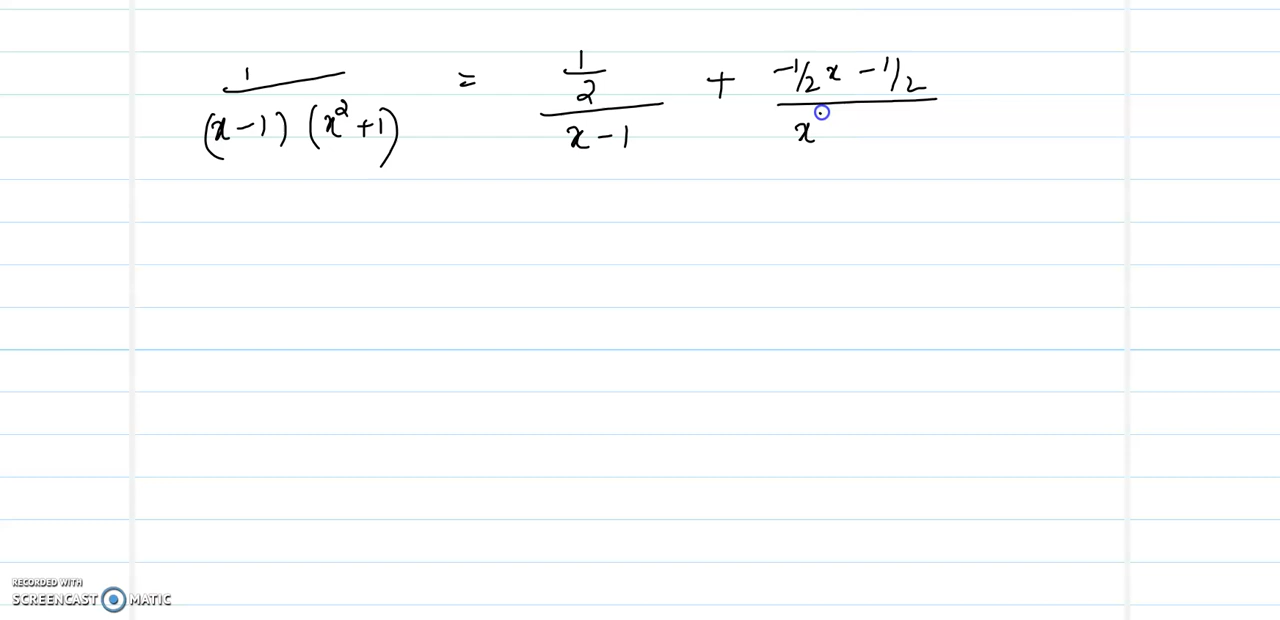 1/((x-1)(x²+1)) = (1/2)/(x-1) + (-1/2 x - 1/2)/x
RECORDED WITH
SCREENCAST MATIC